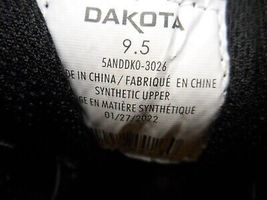 DAKOTA
9.5
5ANDDK0-3026
DE IN CHINA / FABRIQUÉ EN CHINE
SYNTHETIC UPPER
GE EN MATIÈRE SYNTHÉTIQUE
01/27/2022